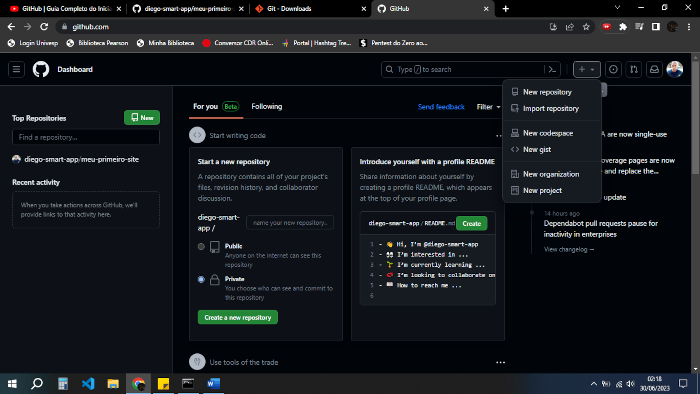 GitHub | Guia Completo do Inicia
diego-smart-app/meu-primeiro
Git - Downloads
GitHub
github.com
Login Univesp
Biblioteca Pearson
Minha Biblioteca
Conversor CDR Onli...
Portal | Hashtag Tre...
Pentest do Zero ao...
Dashboard
Type / to search
New repository
Import repository
New codespace
New gist
New organization
New project
Top Repositories
New
Find a repository...
diego-smart-app/meu-primeiro-site
Recent activity
When you take actions across GitHub, we'll
provide links to that activity here.
For you
Beta
Following
Send feedback
Filter
Start writing code
Start a new repository
A repository contains all of your project's
files, revision history, and collaborator
discussion.
diego-smart-
app /
name your new repository...
Public
Anyone on the internet can see this
repository
Private
You choose who can see and commit to
this repository
Create a new repository
Introduce yourself with a profile README
Share information about yourself by
creating a profile README, which appears
at the top of your profile page.
diego-smart-app / README.md
Create
1 - 👋 Hi, I'm @diego-smart-app
2 - 👀 I'm interested in ...
3 - 🌱 I'm currently learning ...
4 - 💞️ I'm looking to collaborate on
5 - 📫 How to reach me ...
6
Use tools of the trade
A are now single-use
overage pages are now
e and replace the...
update
14 hours ago
Dependabot pull requests pause for
inactivity in enterprises
View changelog →
02:18
30/06/2023